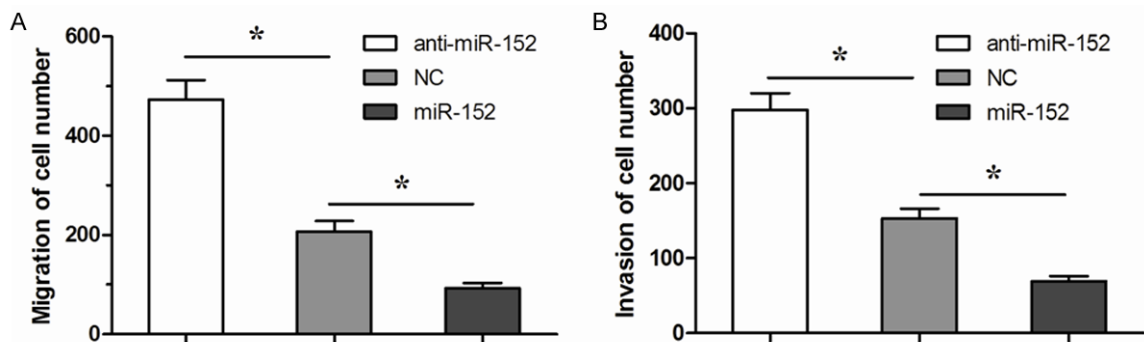 A
Migration of cell number
600
400
200
0
*
*
anti-miR-152
NC
miR-152
B
Invasion of cell number
400
300
200
100
0
*
*
anti-miR-152
NC
miR-152